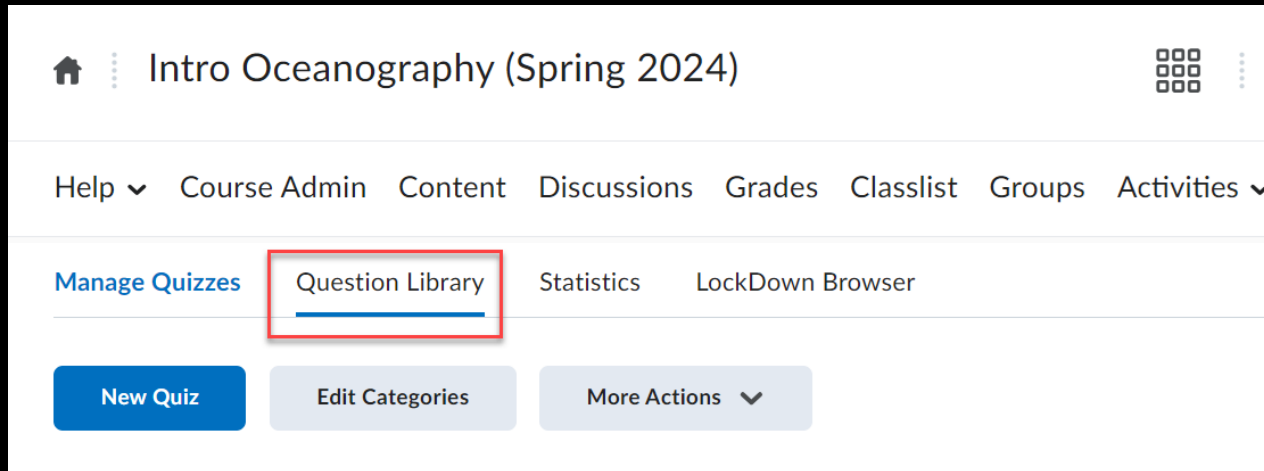 Intro Oceanography (Spring 2024)
Help Course Admin Content Discussions Grades Classlist Groups Activities
Manage Quizzes Question Library Statistics LockDown Browser
New Quiz Edit Categories More Actions